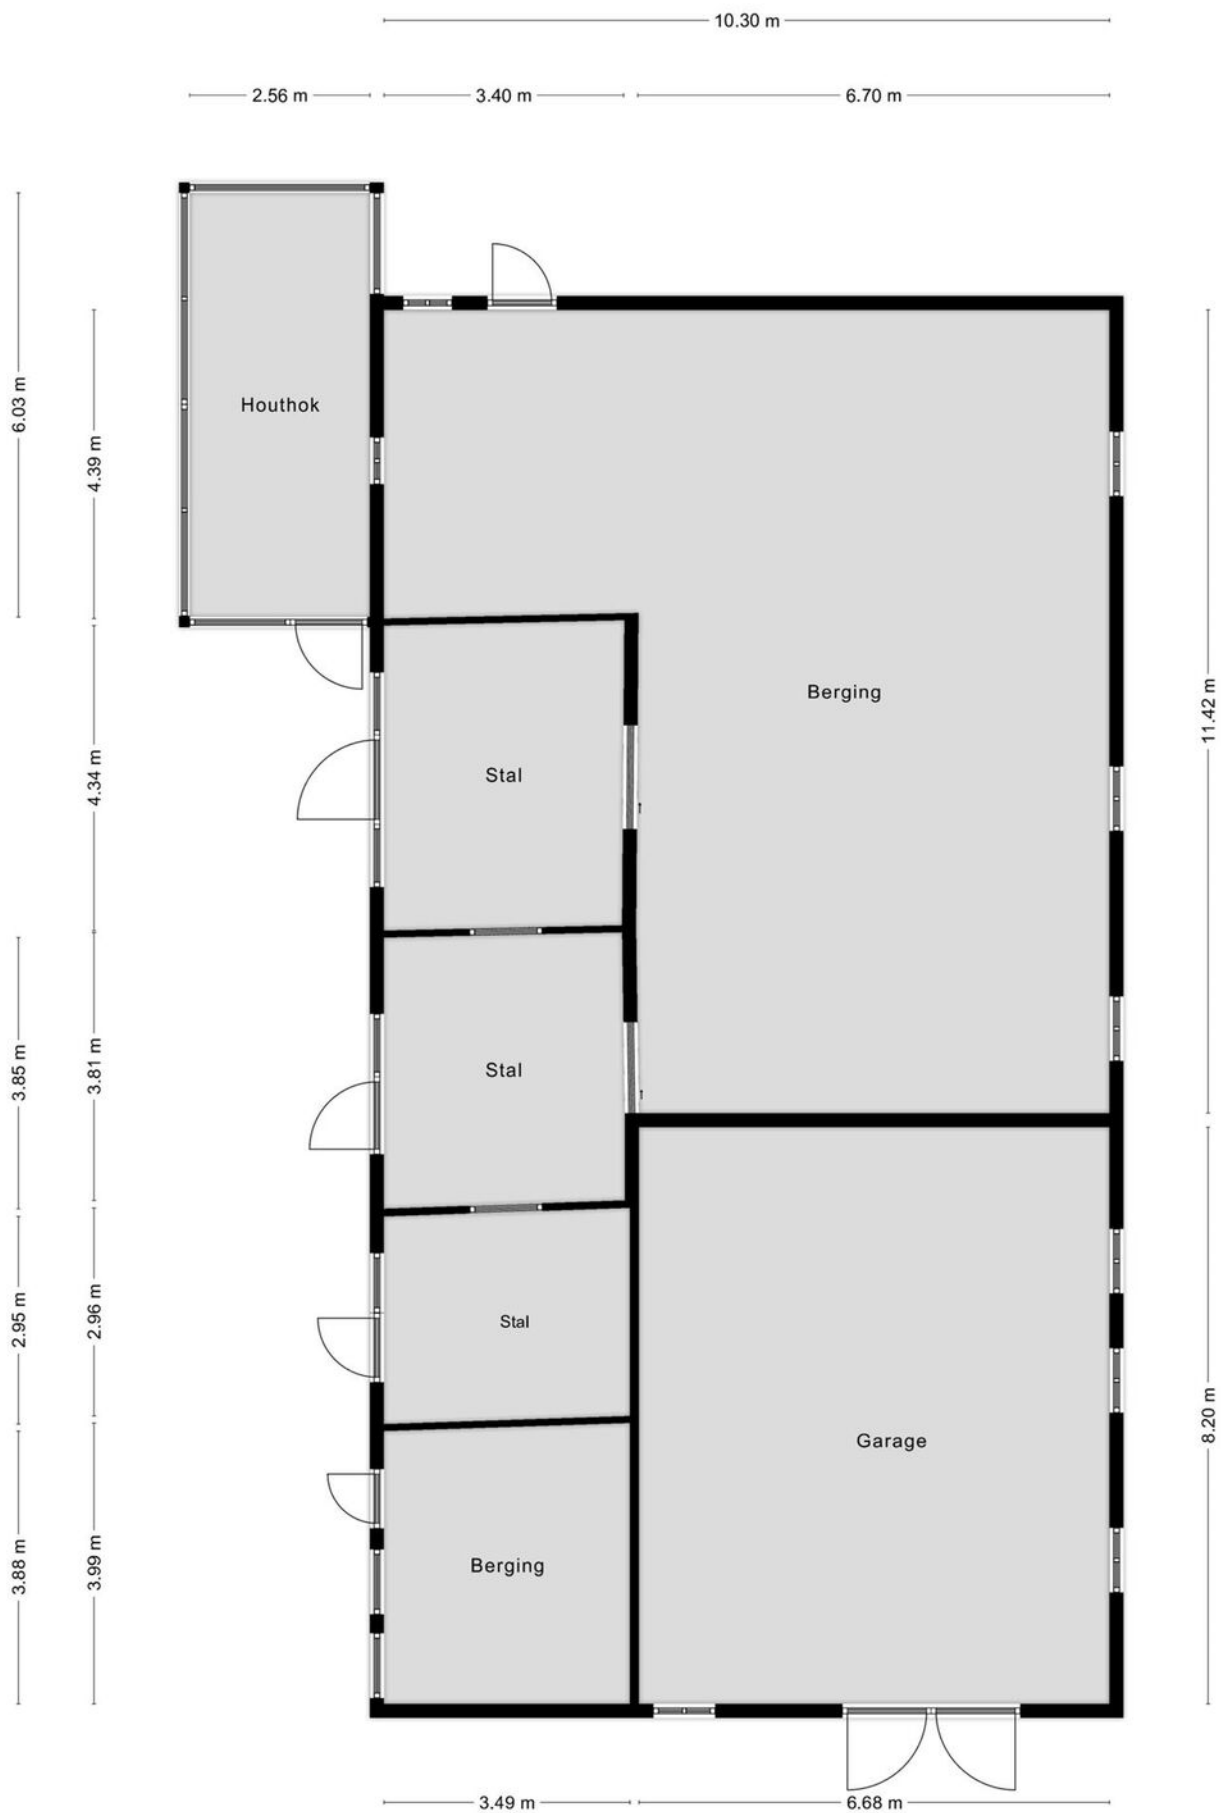 10.30 m
2.56 m
3.40 m
6.70 m
6.03 m
Houthok
4.39 m
Berging
11.42 m
4.34 m
Stal
3.85 m
3.81 m
Stal
2.95 m
2.96 m
Stal
8.20 m
Garage
3.88 m
3.99 m
Berging
3.49 m
6.68 m